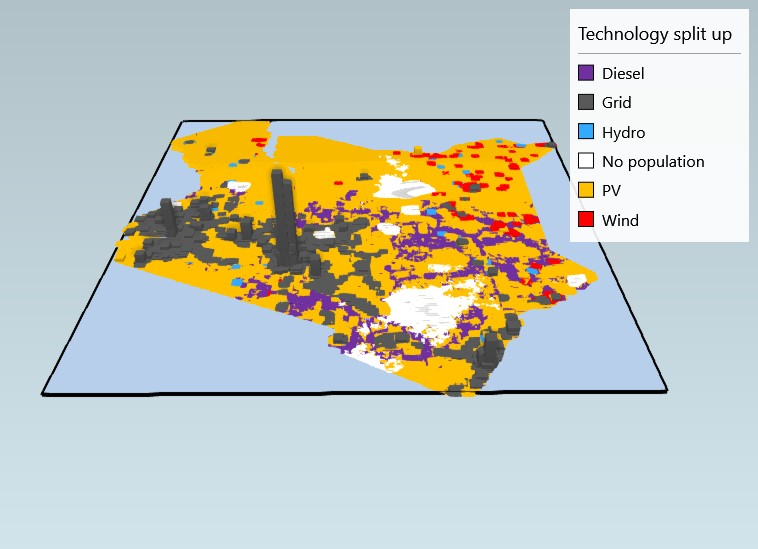 Technology split up
Diesel
Grid
Hydro
No population
PV
Wind